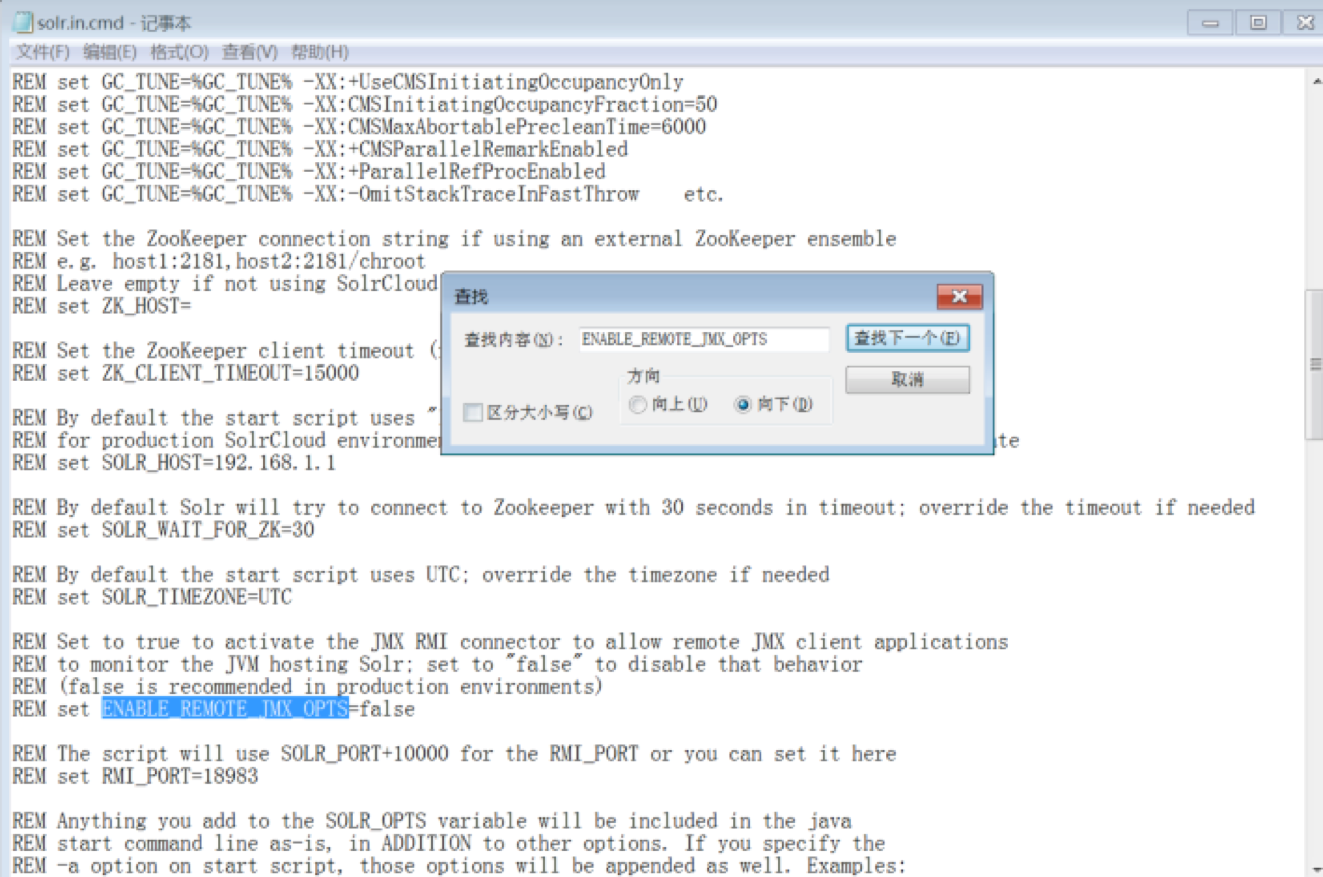 solr.in.cmd - 记事本
文件(F) 编辑(E) 格式(O) 查看(V) 帮助(H)
REM set GC_TUNE=%GC_TUNE% -XX:+UseCMSInitiatingOccupancyOnly
REM set GC_TUNE=%GC_TUNE% -XX:CMSInitiatingOccupancyFraction=50
REM set GC_TUNE=%GC_TUNE% -XX:CMSMaxAbortablePrecleanTime=6000
REM set GC_TUNE=%GC_TUNE% -XX:+CMSParallelRemarkEnabled
REM set GC_TUNE=%GC_TUNE% -XX:+ParallelRefProcEnabled
REM set GC_TUNE=%GC_TUNE% -XX:-OmitStackTraceInFastThrow    etc.
REM Set the ZooKeeper connection string if using an external ZooKeeper ensemble
REM e.g. host1:2181,host2:2181/chroot
REM Leave empty if not using SolrCloud
REM set ZK_HOST=
REM Set the ZooKeeper client timeout (
REM set ZK_CLIENT_TIMEOUT=15000
REM By default the start script uses "
REM for production SolrCloud environme te
REM set SOLR_HOST=192.168.1.1
查找
查找内容(N): ENABLE_REMOTE_JMX_OPTS 查找下一个(F)
方向 取消
区分大小写(C) 向上(U) 向下(D)
REM By default Solr will try to connect to Zookeeper with 30 seconds in timeout; override the timeout if needed
REM set SOLR_WAIT_FOR_ZK=30
REM By default the start script uses UTC; override the timezone if needed
REM set SOLR_TIMEZONE=UTC
REM Set to true to activate the JMX RMI connector to allow remote JMX client applications
REM to monitor the JVM hosting Solr; set to "false" to disable that behavior
REM (false is recommended in production environments)
REM set ENABLE_REMOTE_JMX_OPTS=false
REM The script will use SOLR_PORT+10000 for the RMI_PORT or you can set it here
REM set RMI_PORT=18983
REM Anything you add to the SOLR_OPTS variable will be included in the java
REM start command line as-is, in ADDITION to other options. If you specify the
REM -a option on start script, those options will be appended as well. Examples: